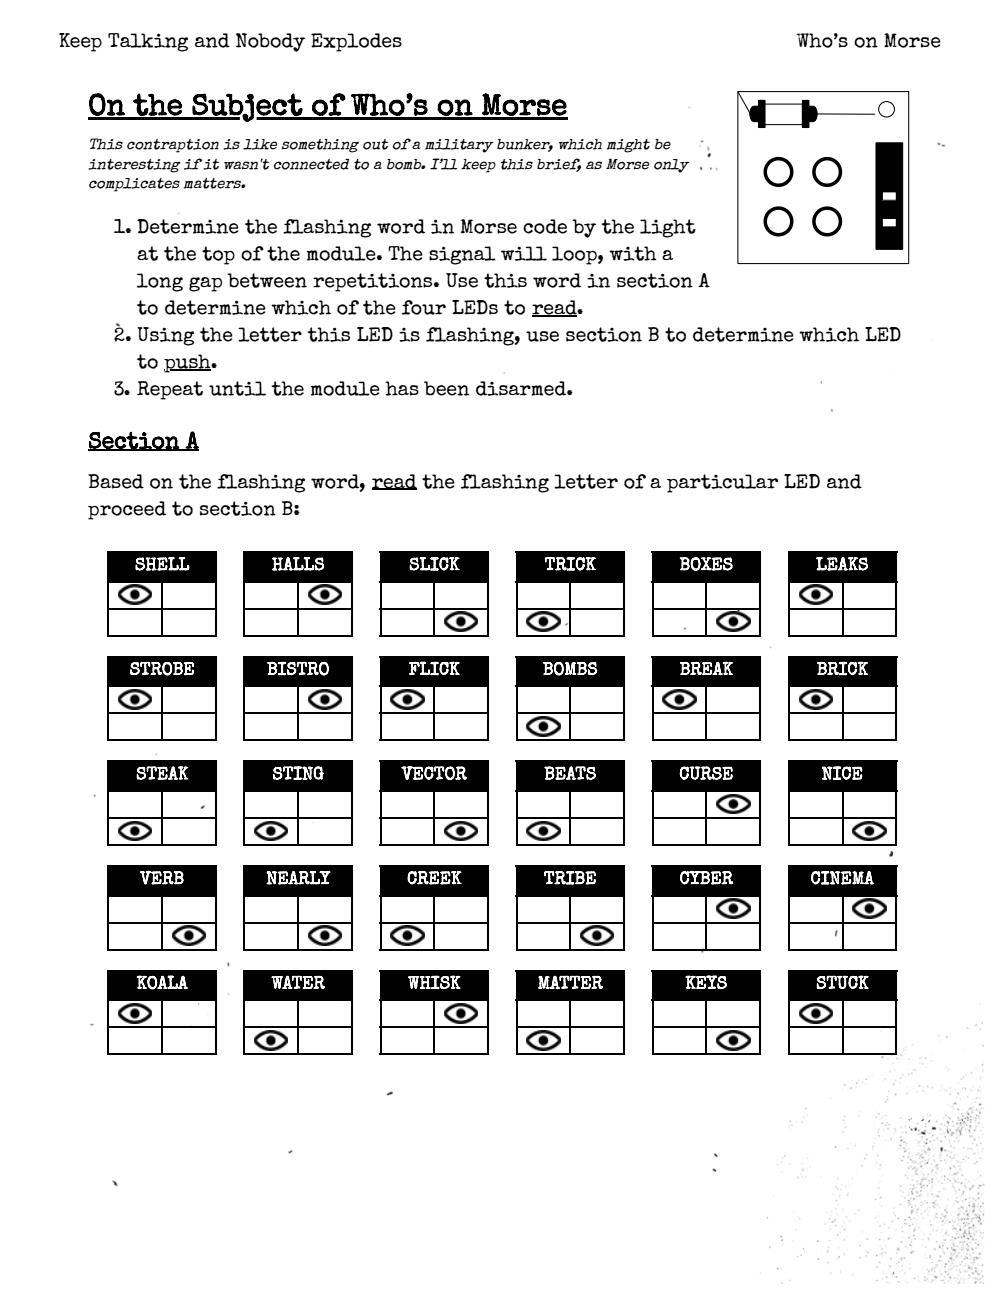 Keep Talking and Nobody Explodes
Who's on Morse
On the Subject of Who's on Morse
This contraption is like something out of a military bunker, which might be
interesting if it wasn't connected to a bomb. I'll keep this brief, as Morse only
complicates matters.
1. Determine the flashing word in Morse code by the light
at the top of the module. The signal will loop, with a
long gap between repetitions. Use this word in section A
to determine which of the four LEDs to read.
2. Using the letter this LED is flashing, use section B to determine which LED
to push.
3. Repeat until the module has been disarmed.
Section A
Based on the flashing word, read the flashing letter of a particular LED and
proceed to section B:
SHELL HALLS SLICK TRICK BOXES LEAKS
STROBE BISTRO FLICK BOMBS BREAK BRICK
STEAK STING VECTOR BEATS CURSE NICE
VERB NEARLY CREEK TRIBE CYBER CINEMA
KOALA WATER WHISK MATTER KEYS STUCK